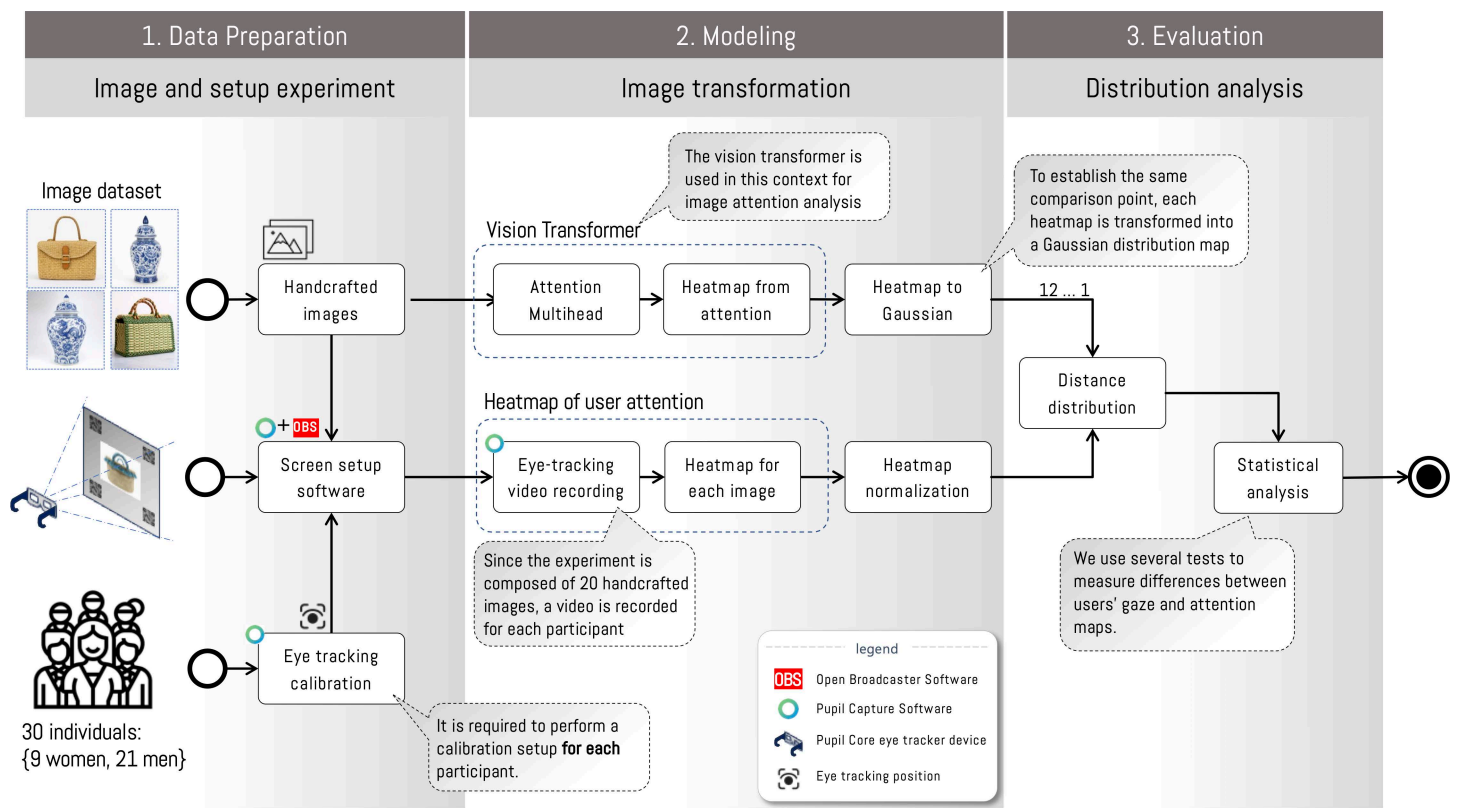 1. Data Preparation
2. Modeling
3. Evaluation
Image and setup experiment
Image transformation
Distribution analysis
The vision transformer is
used in this context for
image attention analysis
To establish the same
comparison point, each
heatmap is transformed into
a Gaussian distribution map
Image dataset
Vision Transformer
Handcrafted
images
Attention
Multihead
Heatmap from
attention
Heatmap to
Gaussian
12 ... 1
Distance
distribution
Heatmap of user attention
+ OBS
Screen setup
software
Eye-tracking
video recording
Heatmap for
each image
Heatmap
normalization
Statistical
analysis
Since the experiment is
composed of 20 handcrafted
images, a video is recorded
for each participant
We use several tests to
measure differences between
users' gaze and attention
maps.
Eye tracking
calibration
It is required to perform a
calibration setup for each
participant.
30 individuals:
{9 women, 21 men}
legend
OBS Open Broadcaster Software
Pupil Capture Software
Pupil Core eye tracker device
Eye tracking position